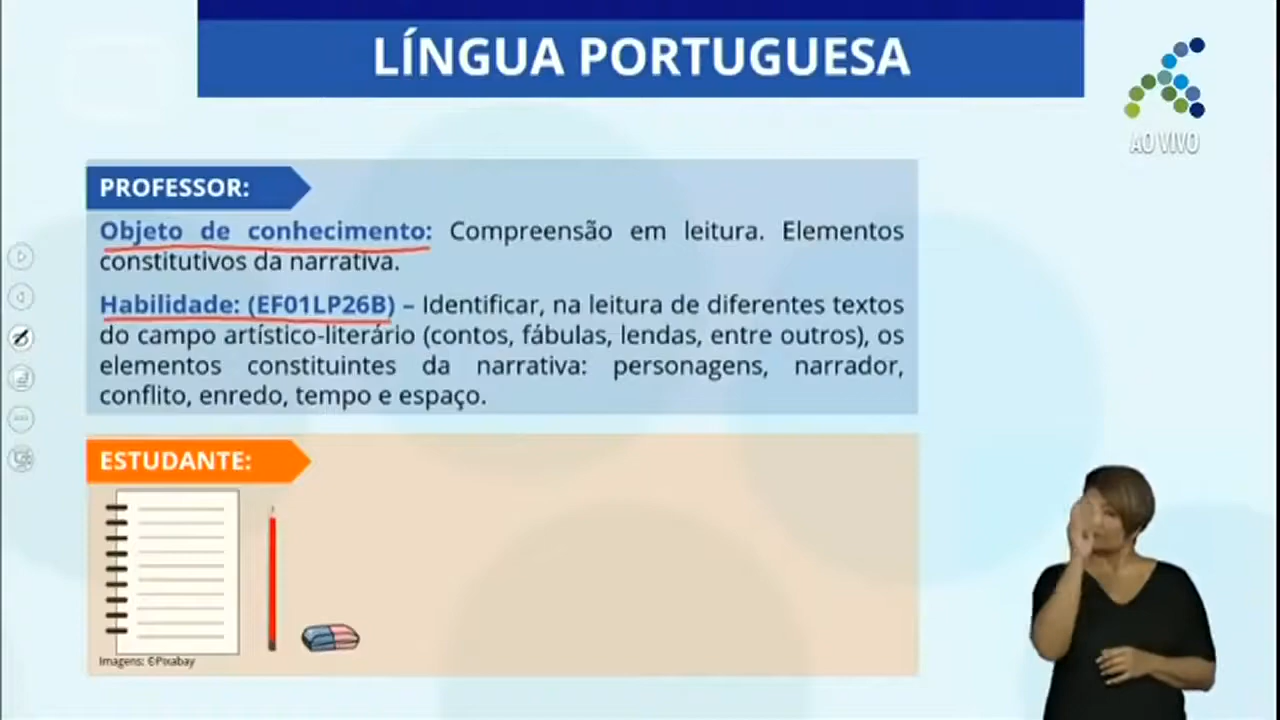 LÍNGUA PORTUGUESA
AO VIVO
PROFESSOR:
Objeto de conhecimento: Compreensão em leitura. Elementos
constitutivos da narrativa.
Habilidade: (EF01LP26B) – Identificar, na leitura de diferentes textos
do campo artístico-literário (contos, fábulas, lendas, entre outros), os
elementos constituintes da narrativa: personagens, narrador,
conflito, enredo, tempo e espaço.
ESTUDANTE:
Imagens: ©Pixabay